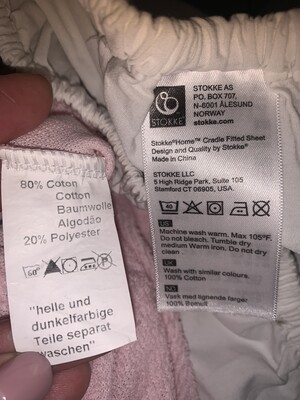 80% Coton
Cotton
Baumwolle
Algodão
20% Polyester
60°
"helle und
dunkelfarbige
Teile separat
waschen"
STOKKE
STOKKE AS
PO. BOX 707,
N-6001 ÅLESUND
NORWAY
stokke.com
Stokke®Home™ Cradle Fitted Sheet
Design and Quality by Stokke®
Made in China
STOKKE LLC
5 High Ridge Park, Suite 105
Stamford CT 06905, USA.
Machine wash warm. Max 105°F.
Do not bleach. Tumble dry
medium Warm iron. Do not dry
clean
UK
Wash with similar colours.
100% Cotton
NO
Vask med lignende farger
100% Bomull